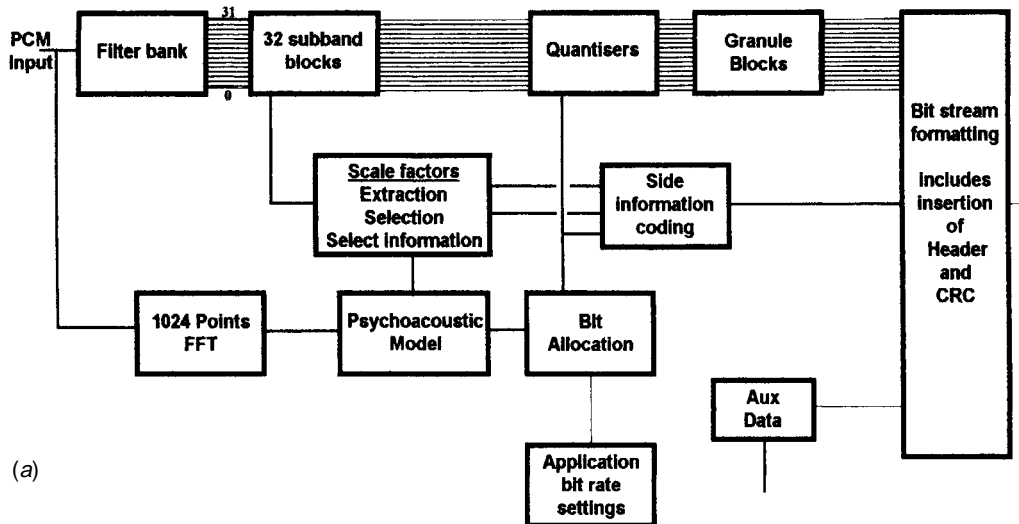 PCM
Input
Filter bank
31
0
32 subband
blocks
Quantisers
Granule
Blocks
Bit stream
formatting
includes
insertion
of
Header
and
CRC
Scale factors
Extraction
Selection
Select information
Side
information
coding
1024 Points
FFT
Psychoacoustic
Model
Bit
Allocation
Aux
Data
Application
bit rate
settings
(a)